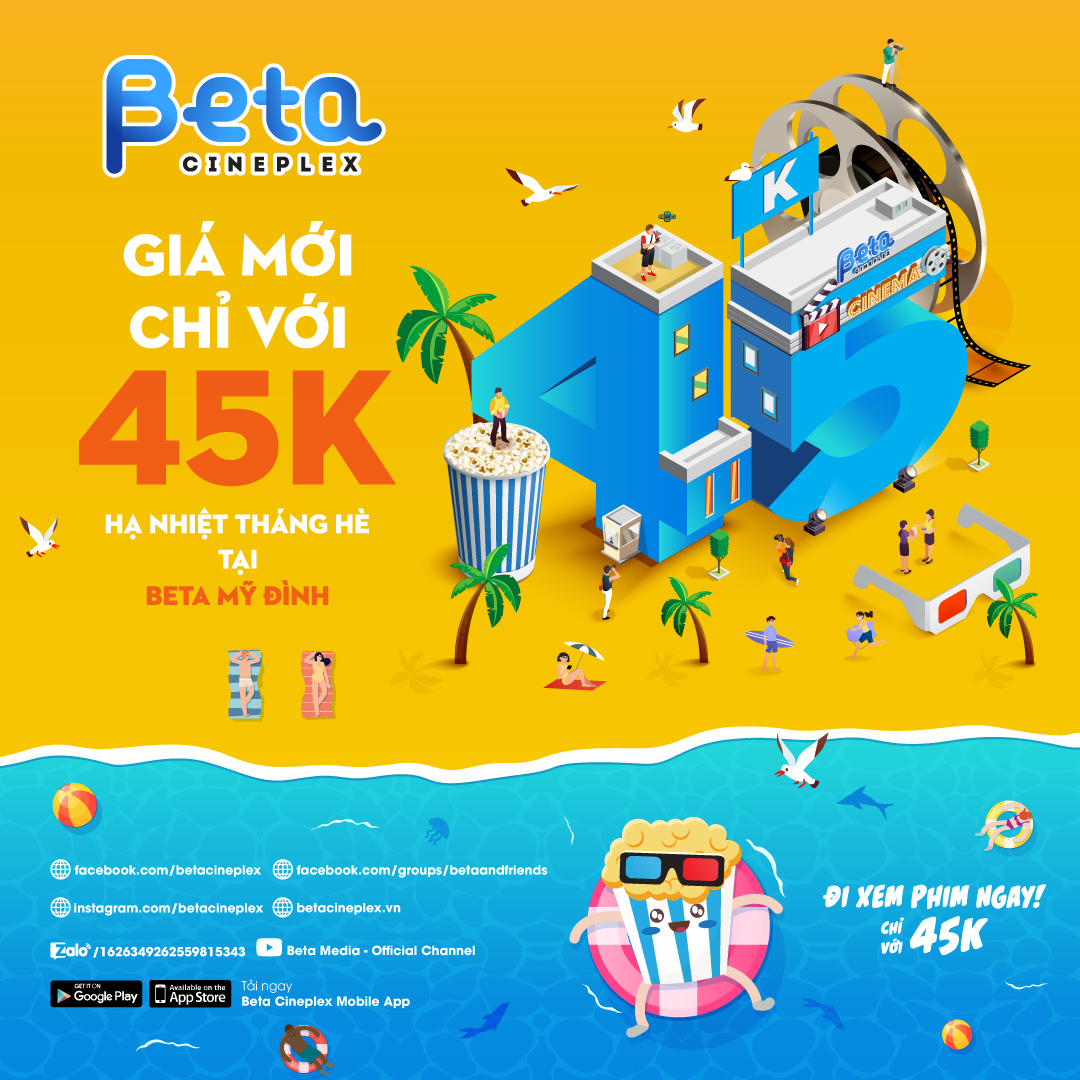 Beta
CINEPLEX
GIÁ MỚI
CHỈ VỚI
45K
HẠ NHIỆT THÁNG HÈ
TẠI
BETA MỸ ĐÌNH
K
Beta
CINEPLEX
CINEMA
45
facebook.com/betacineplex
facebook.com/groups/betaandfriends
instagram.com/betacineplex
betacineplex.vn
Zalo/1626349262559815343
Beta Media - Official Channel
GET IT ON
Google Play
Available on the
App Store
Tải ngay
Beta Cineplex Mobile App
ĐI XEM PHIM NGAY!
CHỈ
VỚI
45K